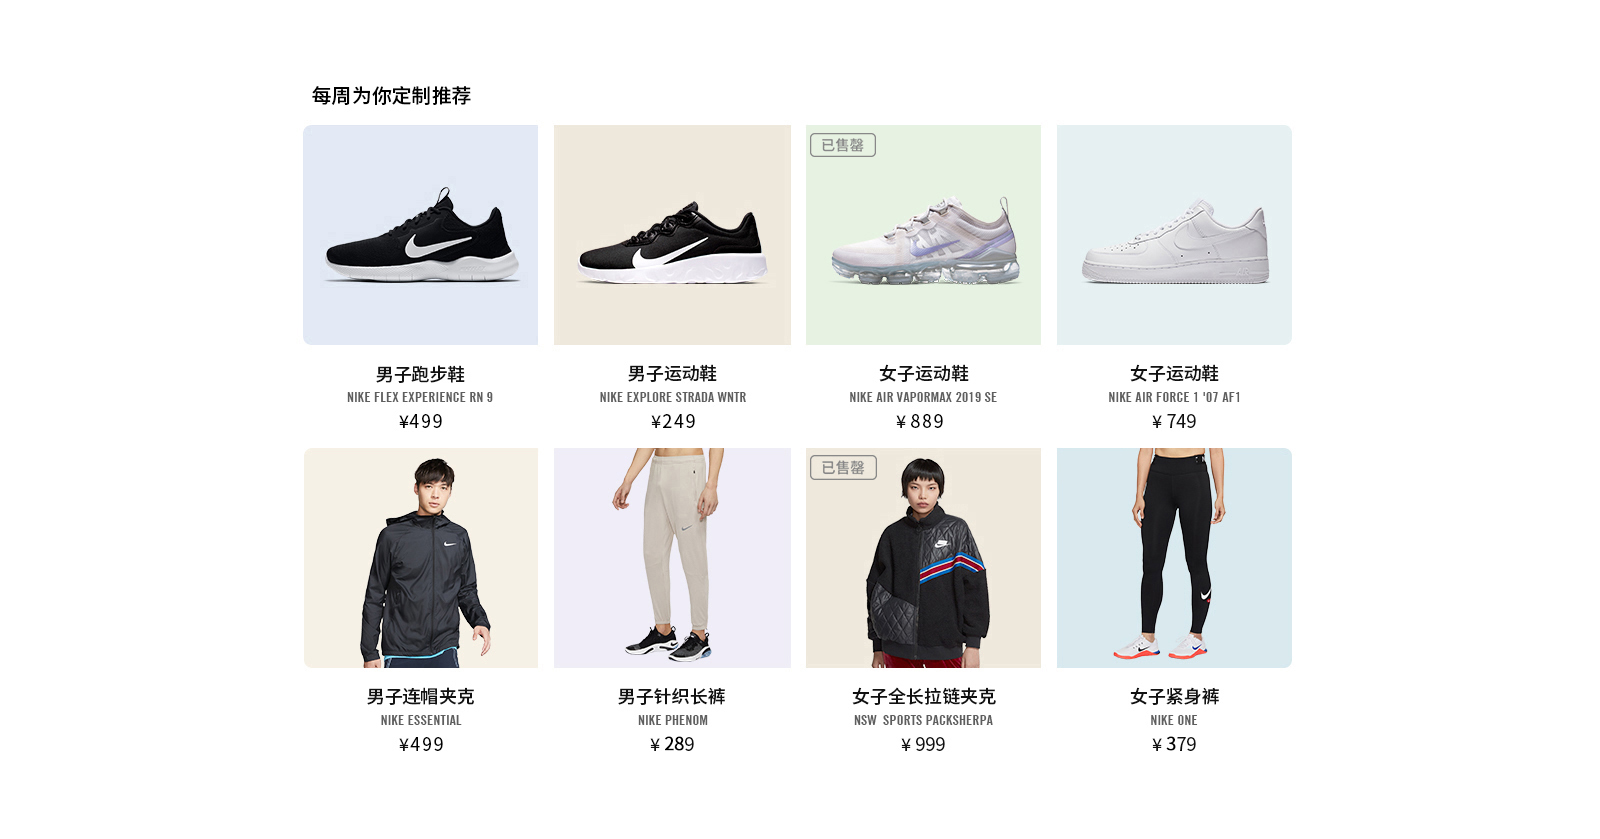 每周为你定制推荐
已售罄
男子跑步鞋
NIKE FLEX EXPERIENCE RN 9
¥499
男子运动鞋
NIKE EXPLORE STRADA WNTR
¥249
女子运动鞋
NIKE AIR VAPORMAX 2019 SE
¥ 889
女子运动鞋
NIKE AIR FORCE 1 '07 AF1
¥ 749
已售罄
男子连帽夹克
NIKE ESSENTIAL
¥499
男子针织长裤
NIKE PHENOM
¥ 289
女子全长拉链夹克
NSW SPORTS PACKSHERPA
¥ 999
女子紧身裤
NIKE ONE
¥ 379